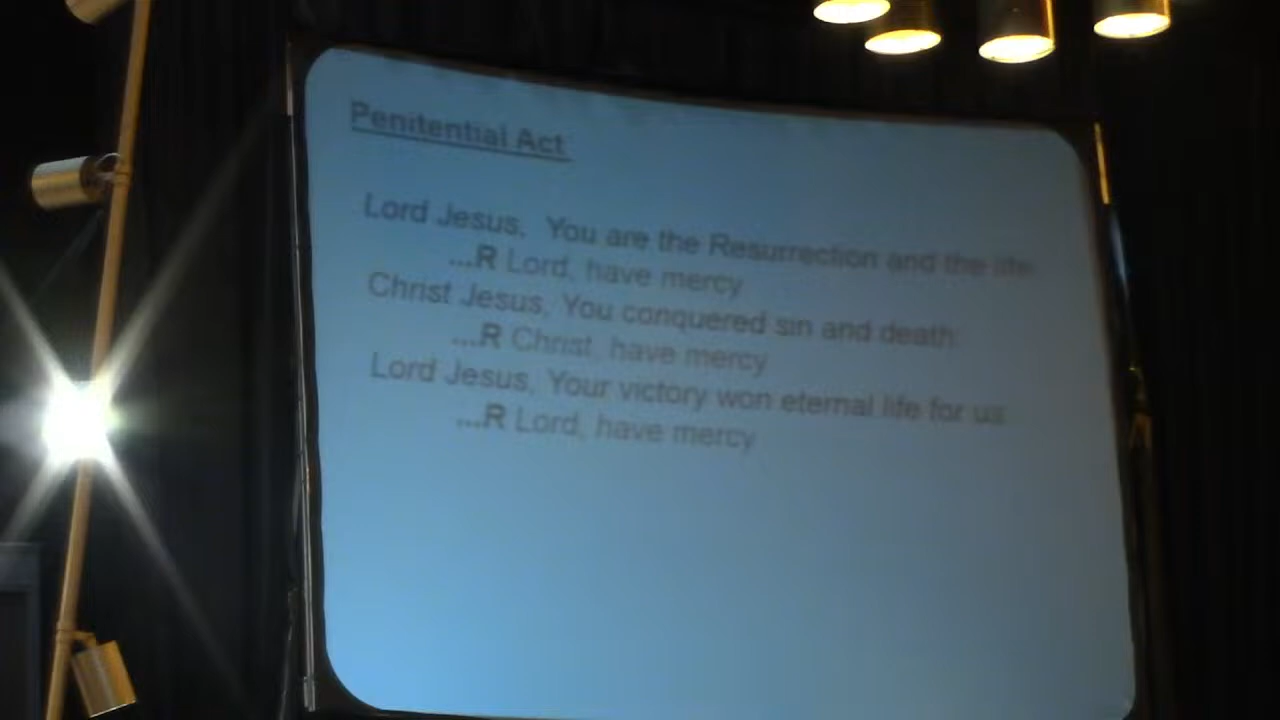 Penitential Act
Lord Jesus, You are the Resurrection and the life.
...R Lord, have mercy
Christ Jesus, You conquered sin and death.
...R Christ, have mercy
Lord Jesus, Your victory won eternal life for us
...R Lord, have mercy